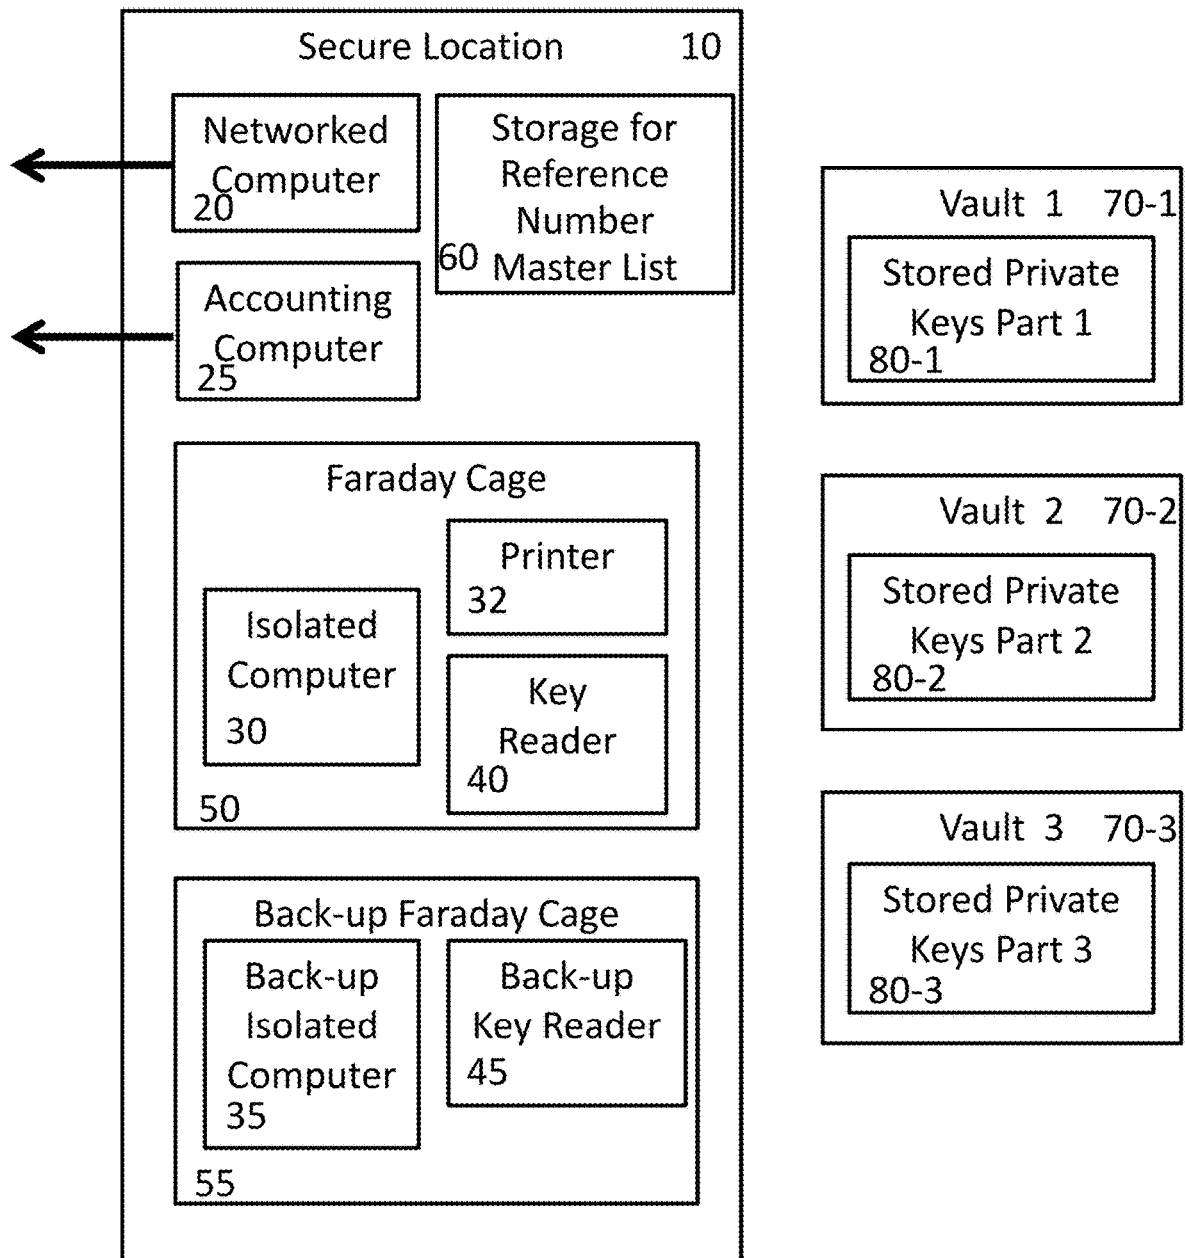 Secure Location 10
Networked
Computer
20
Storage for
Reference
Number
60 Master List
Accounting
Computer
25
Faraday Cage
Printer
32
Isolated
Computer
30
Key
Reader
40
50
Back-up Faraday Cage
Back-up
Isolated
Computer
35
Back-up
Key Reader
45
55
Vault 1 70-1
Stored Private
Keys Part 1
80-1
Vault 2 70-2
Stored Private
Keys Part 2
80-2
Vault 3 70-3
Stored Private
Keys Part 3
80-3